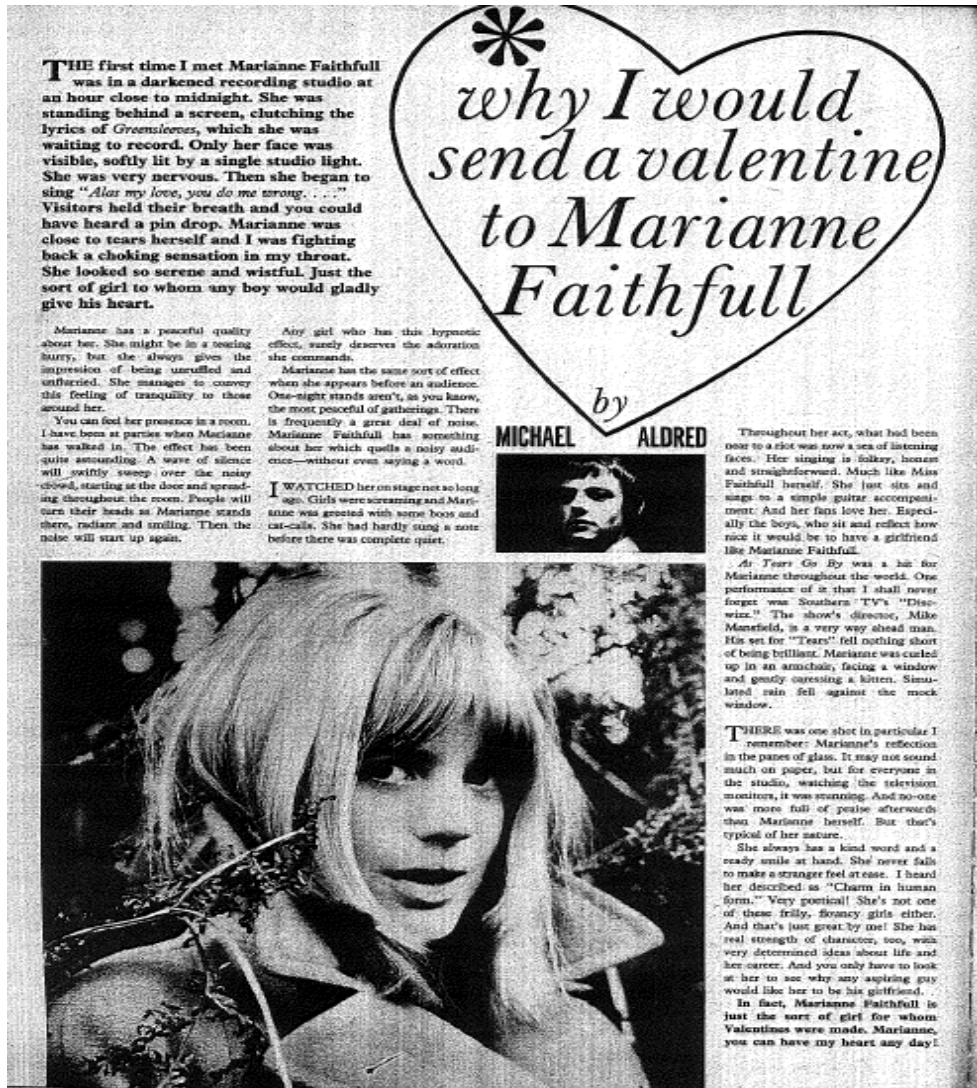 why I would
send a valentine
to Marianne
Faithfull
by
MICHAEL ALDRED
THE first time I met Marianne Faithfull
was in a darkened recording studio at
an hour close to midnight. She was
standing behind a screen, clutching the
lyrics of Greensleeves, which she was
waiting to record. Only her face was
visible, softly lit by a single studio light.
She was very nervous. Then she began to
sing "Alas my love, you do me wrong. . . ."
Visitors held their breath and you could
have heard a pin drop. Marianne was
close to tears herself and I was fighting
back a choking sensation in my throat.
She looked so serene and wistful. Just the
sort of girl to whom any boy would gladly
give his heart.
Marianne has a peaceful quality
about her. She might be in a tearing
hurry, but she always gives the
impression of being unruffled and
unflurried. She manages to convey
this feeling of tranquility to those
around her.
You can feel her presence in a room.
I have been at parties when Marianne
has walked in. The effect has been
quite astounding. A wave of silence
will swiftly sweep over the noisy
crowd, starting at the door and spread-
ing throughout the room. People will
turn their heads as Marianne stands
there, radiant and smiling. Then the
noise will start up again.
Any girl who has this hypnotic
effect, surely deserves the adoration
she commands.
Marianne has the same sort of effect
when she appears before an audience.
One-night stands aren't, as you know,
the most peaceful of gatherings. There
is frequently a great deal of noise.
Marianne Faithfull has something
about her which quells a noisy audi-
ence—without even saying a word.
I WATCHED her on stage not so long
ago. Girls were screaming and Mari-
anne was greeted with some boos and
cat-calls. She had hardly sung a note
before there was complete quiet.
Throughout her act, what had been
near to a riot was now a sea of listening
faces. Her singing is folksy, honest
and straightforward. Much like Miss
Faithfull herself. She just sits and
sings to a simple guitar accompani-
ment. And her fans love her. Especi-
ally the boys, who sit and reflect how
nice it would be to have a girlfriend
like Marianne Faithfull.
As Tears Go By was a hit for
Marianne throughout the world. One
performance of it that I shall never
forget was Southern TV's "Disc-
wizz." The show's director, Mike
Mansfield, is a very way ahead man.
His set for "Tears" fell nothing short
of being brilliant. Marianne was curled
up in an armchair, facing a window
and gently caressing a kitten. Simu-
lated rain fell against the mock
window.
THERE was one shot in particular I
remember: Marianne's reflection
in the panes of glass. It may not sound
much on paper, but for everyone in
the studio, watching the television
monitors, it was stunning. And no-one
was more full of praise afterwards
than Marianne herself. But that's
typical of her nature.
She always has a kind word and a
ready smile at hand. She never fails
to make a stranger feel at ease. I heard
her described as "Charm in human
form." Very poetical! She's not one
of these frilly, flouncy girls either.
And that's just great by me! She has
real strength of character, too, with
very determined ideas about life and
her career. And you only have to look
at her to see why any aspiring guy
would like her to be his girlfriend.
In fact, Marianne Faithfull is
just the sort of girl for whom
Valentines were made. Marianne,
you can have my heart any day!